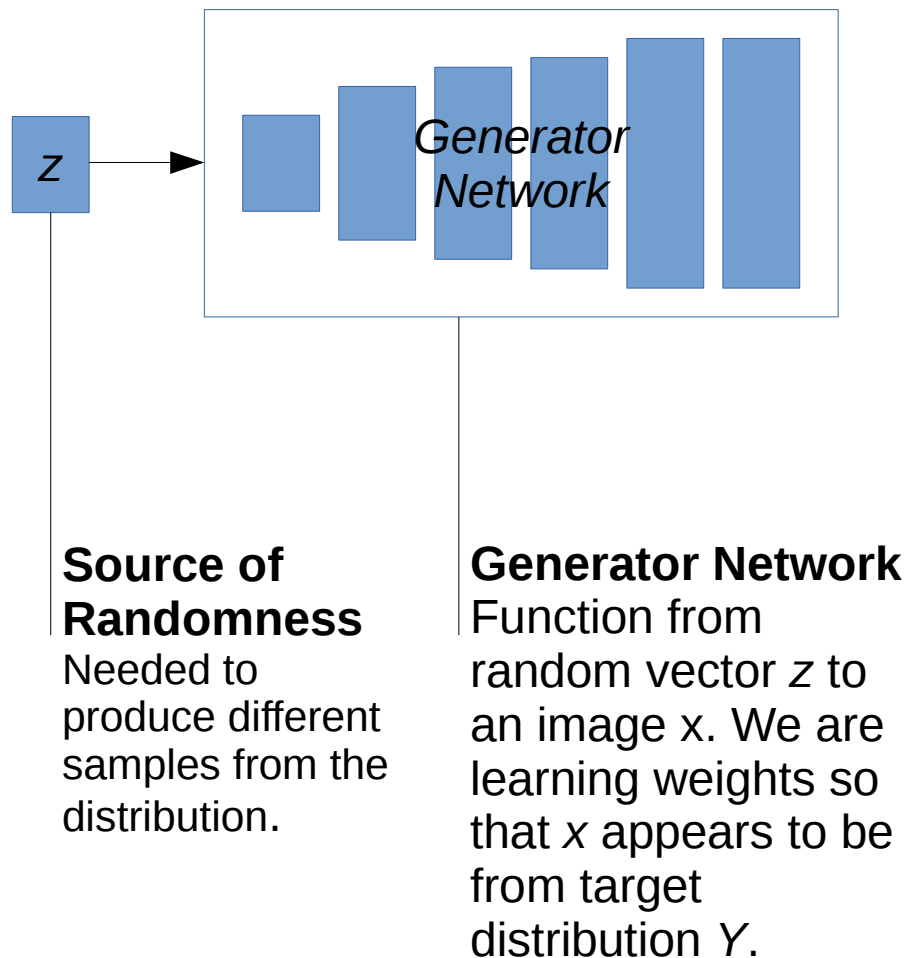 z
Generator
Network
Source of
Randomness
Needed to
produce different
samples from the
distribution.
Generator Network
Function from
random vector z to
an image x. We are
learning weights so
that x appears to be
from target
distribution Y.